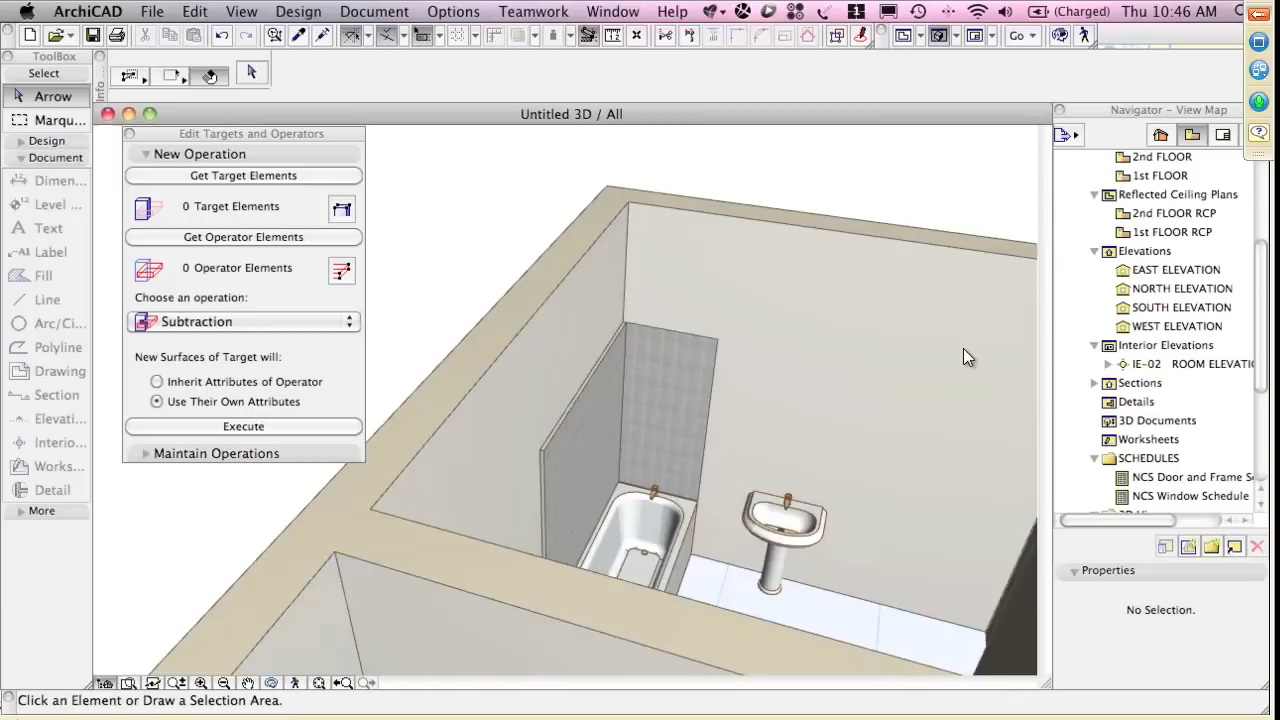 ArchiCAD File Edit View Design Document Options Teamwork Window Help (Charged) Thu 10:46 AM
Go
ToolBox
Select
Arrow
Marqu...
Design
Document
Dimen...
Level ...
Text
A1 Label
Fill
Line
Arc/Ci...
Polyline
Drawing
Section
Elevati...
Interio...
Works...
Detail
More
Info
Untitled 3D / All
Edit Targets and Operators
New Operation
Get Target Elements
0 Target Elements
Get Operator Elements
0 Operator Elements
Choose an operation:
Subtraction
New Surfaces of Target will:
Inherit Attributes of Operator
Use Their Own Attributes
Execute
Maintain Operations
Navigator - View Map
2nd FLOOR
1st FLOOR
Reflected Ceiling Plans
2nd FLOOR RCP
1st FLOOR RCP
Elevations
EAST ELEVATION
NORTH ELEVATION
SOUTH ELEVATION
WEST ELEVATION
Interior Elevations
IE-02 ROOM ELEVATI
Sections
Details
3D Documents
Worksheets
SCHEDULES
NCS Door and Frame S
NCS Window Schedule
Properties
No Selection.
Click an Element or Draw a Selection Area.